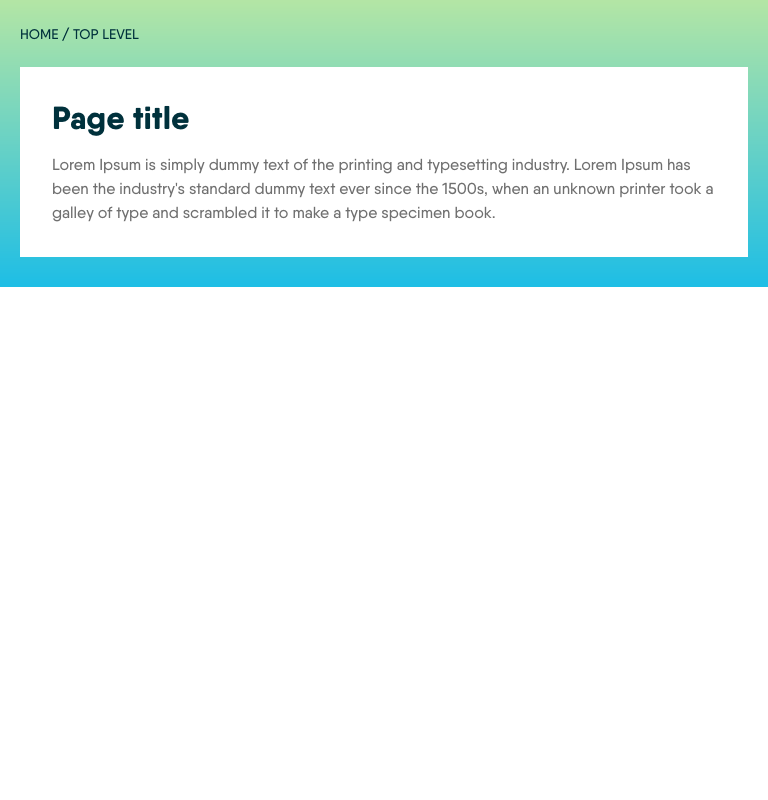 HOME / TOP LEVEL
Page title
Lorem Ipsum is simply dummy text of the printing and typesetting industry. Lorem Ipsum has
been the industry's standard dummy text ever since the 1500s, when an unknown printer took a
galley of type and scrambled it to make a type specimen book.